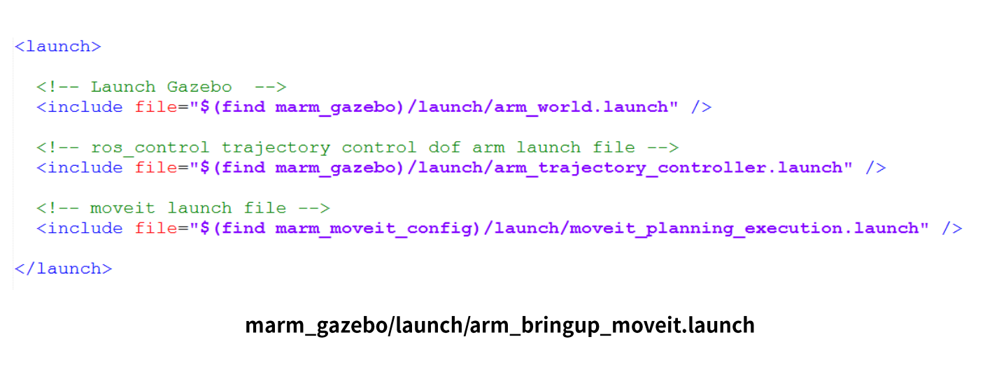 <launch>
<!-- Launch Gazebo  -->
<include file="$(find marm_gazebo)/launch/arm_world.launch" />
<!-- ros_control trajectory control dof arm launch file -->
<include file="$(find marm_gazebo)/launch/arm_trajectory_controller.launch" />
<!-- moveit launch file -->
<include file="$(find marm_moveit_config)/launch/moveit_planning_execution.launch" />
</launch>
marm_gazebo/launch/arm_bringup_moveit.launch